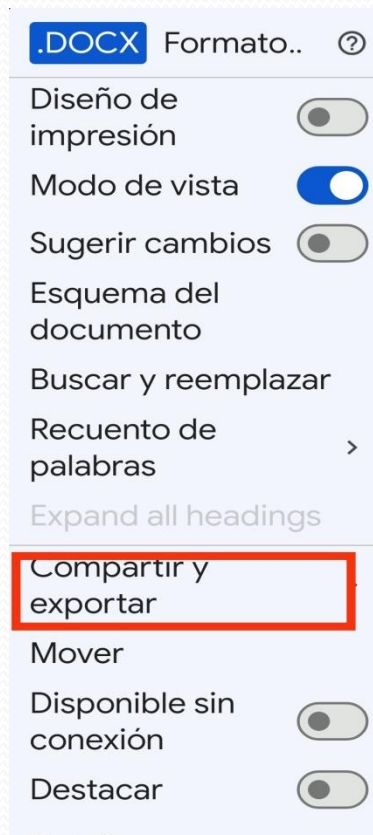 .DOCX Formato..
Diseño de
impresión
Modo de vista
Sugerir cambios
Esquema del
documento
Buscar y reemplazar
Recuento de
palabras
Expand all headings
Compartir y
exportar
Mover
Disponible sin
conexión
Destacar